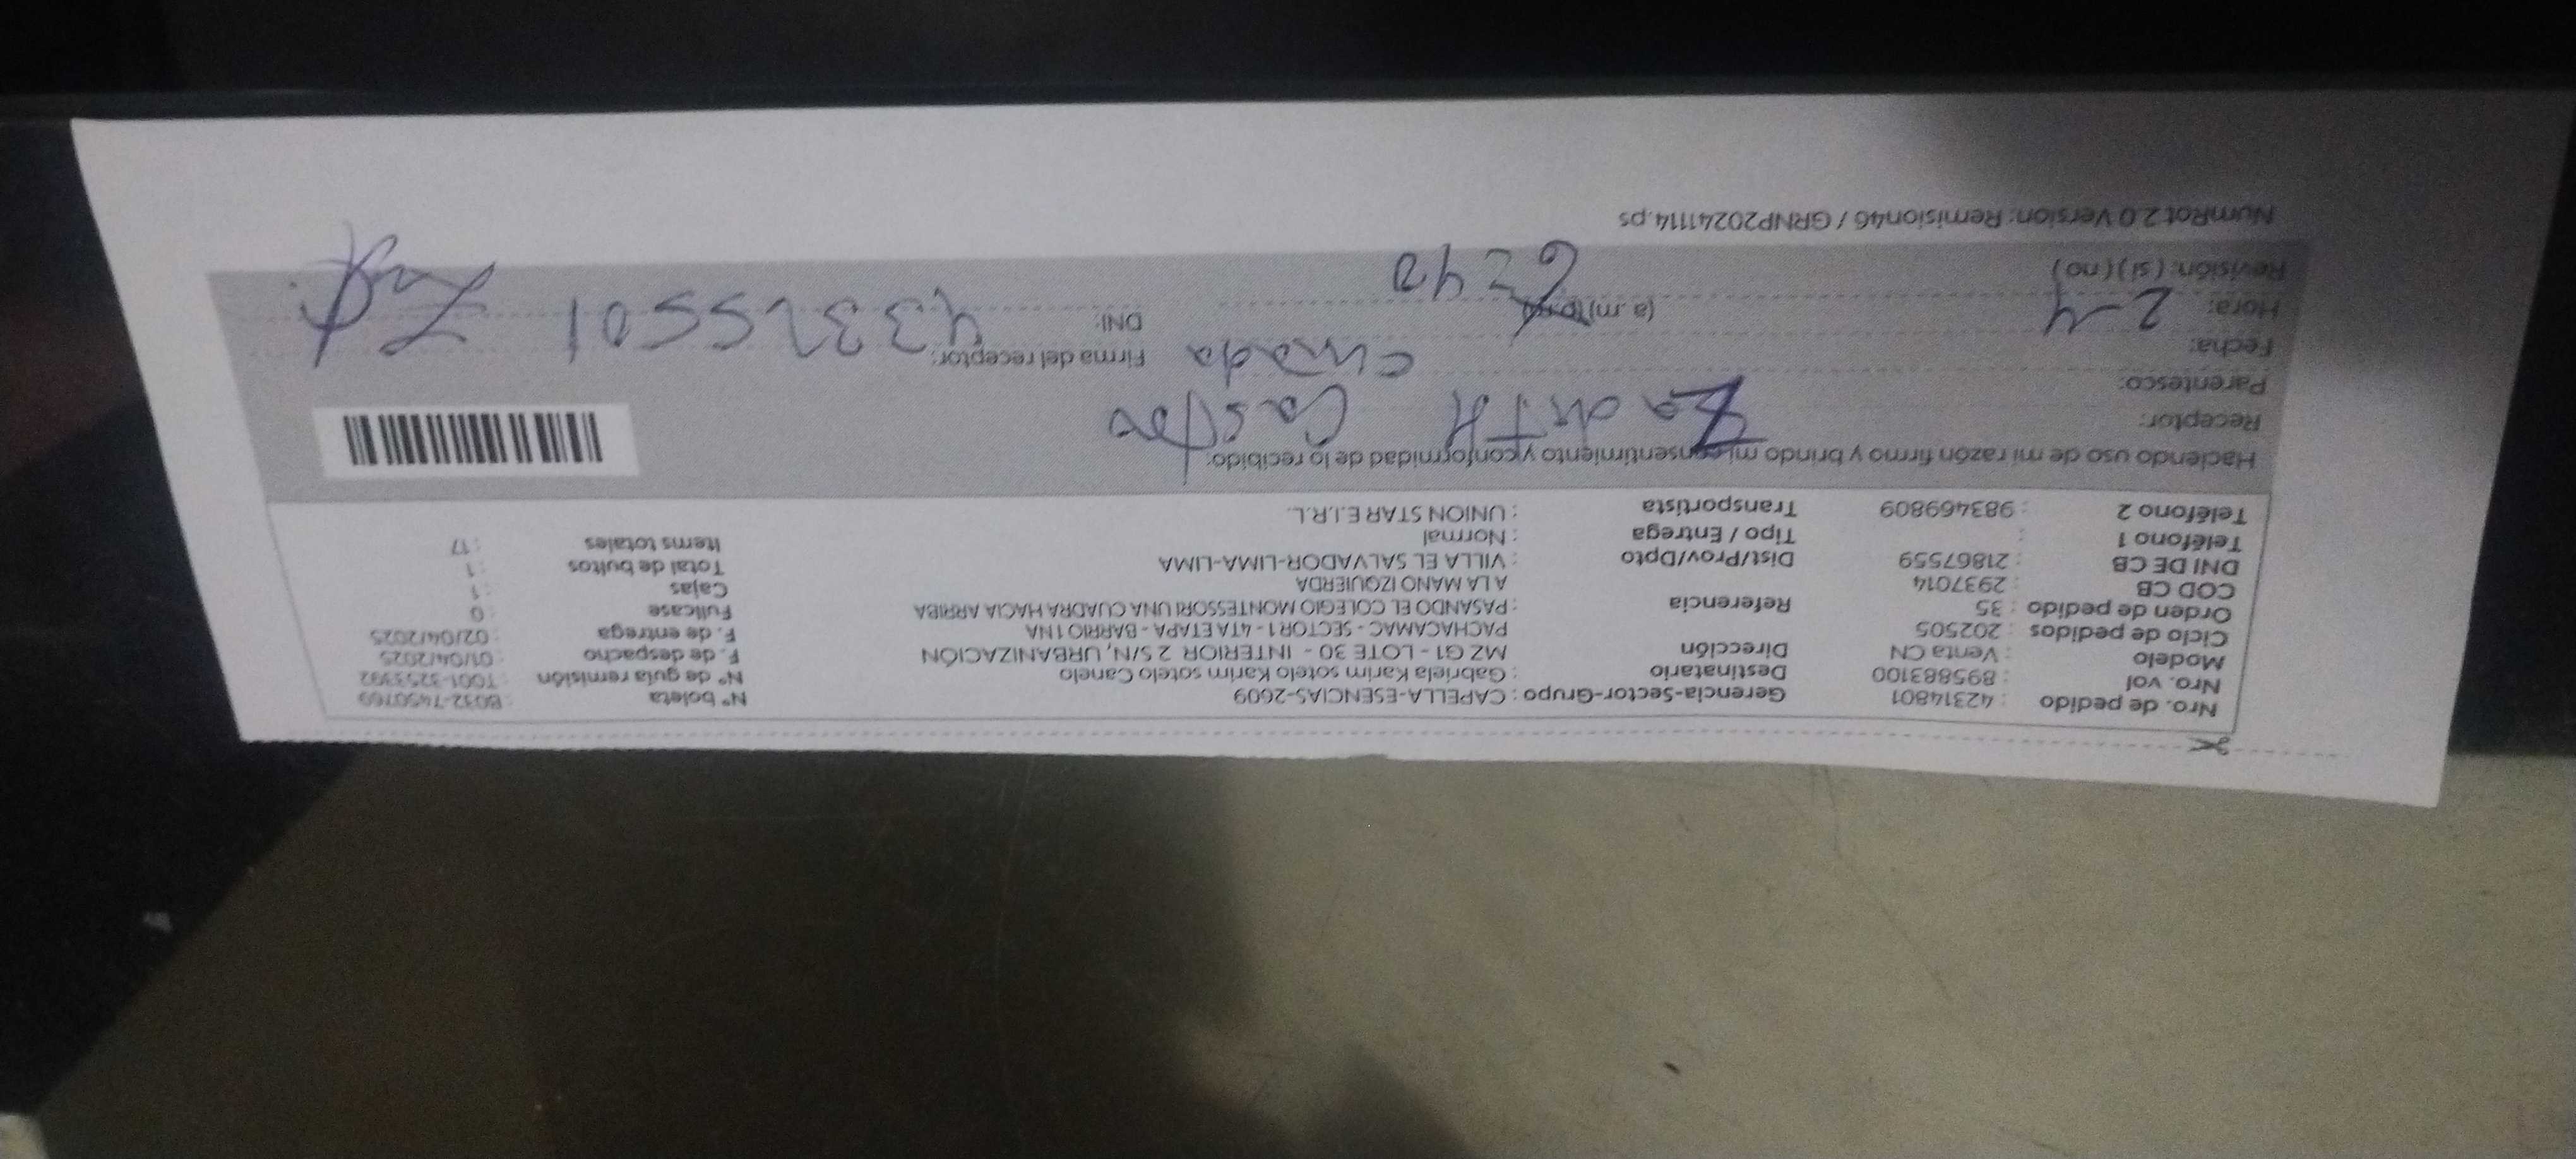 Nro. de pedido : 42314801 Gerencia-Sector-Grupo : CAPELLA-ESENCIAS-2609 N° boleta : B032-7450769
Nro. vol : 895883100 Destinatario : Gabriela Karim sotelo Karim sotelo Canelo N° de guía remisión : T001-3253392
Modelo : Venta CN Dirección MZ G1 - LOTE 30 - INTERIOR 2 S/N, URBANIZACIÓN F. de despacho : 01/04/2025
Ciclo de pedidos : 202505 PACHACAMAC - SECTOR 1 - 4TA ETAPA - BARRIO 1 NA F. de entrega : 02/04/2025
Orden de pedido : 35 Referencia : PASANDO EL COLEGIO MONTESSORI UNA CUADRA HACIA ARRIBA Fullcase : 0
COD CB : 2937014 A LA MANO IZQUIERDA Cajas : 1
DNI DE CB : 21867559 Dist/Prov/Dpto : VILLA EL SALVADOR-LIMA-LIMA Total de bultos : 1
Teléfono 1 : Tipo / Entrega : Normal Items totales : 17
Teléfono 2 : 983469809 Transportista : UNION STAR E.I.R.L.
Haciendo uso de mi razón firmo y brindo mi consentimiento y conformidad de lo recibido:
Receptor: Castro
Parentesco:
Fecha: 2-4 Firma del receptor:
Hora: (a.m)(p.m) DNI: 43325501
Revisión: (si) (no) 6:40
NumRot 2.0 Version: Remision46 / GRNP20241114.ps